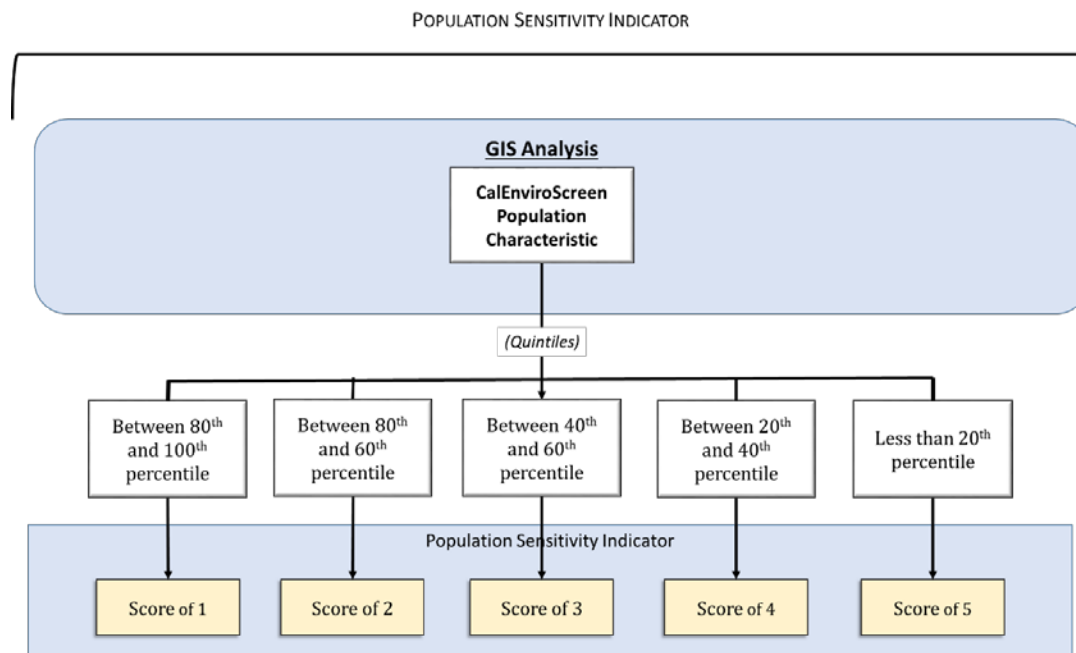 POPULATION SENSITIVITY INDICATOR
GIS Analysis
CalEnviroScreen
Population
Characteristic
(Quintiles)
Between 80th
and 100th
percentile
Between 80th
and 60th
percentile
Between 40th
and 60th
percentile
Between 20th
and 40th
percentile
Less than 20th
percentile
Population Sensitivity Indicator
Score of 1
Score of 2
Score of 3
Score of 4
Score of 5